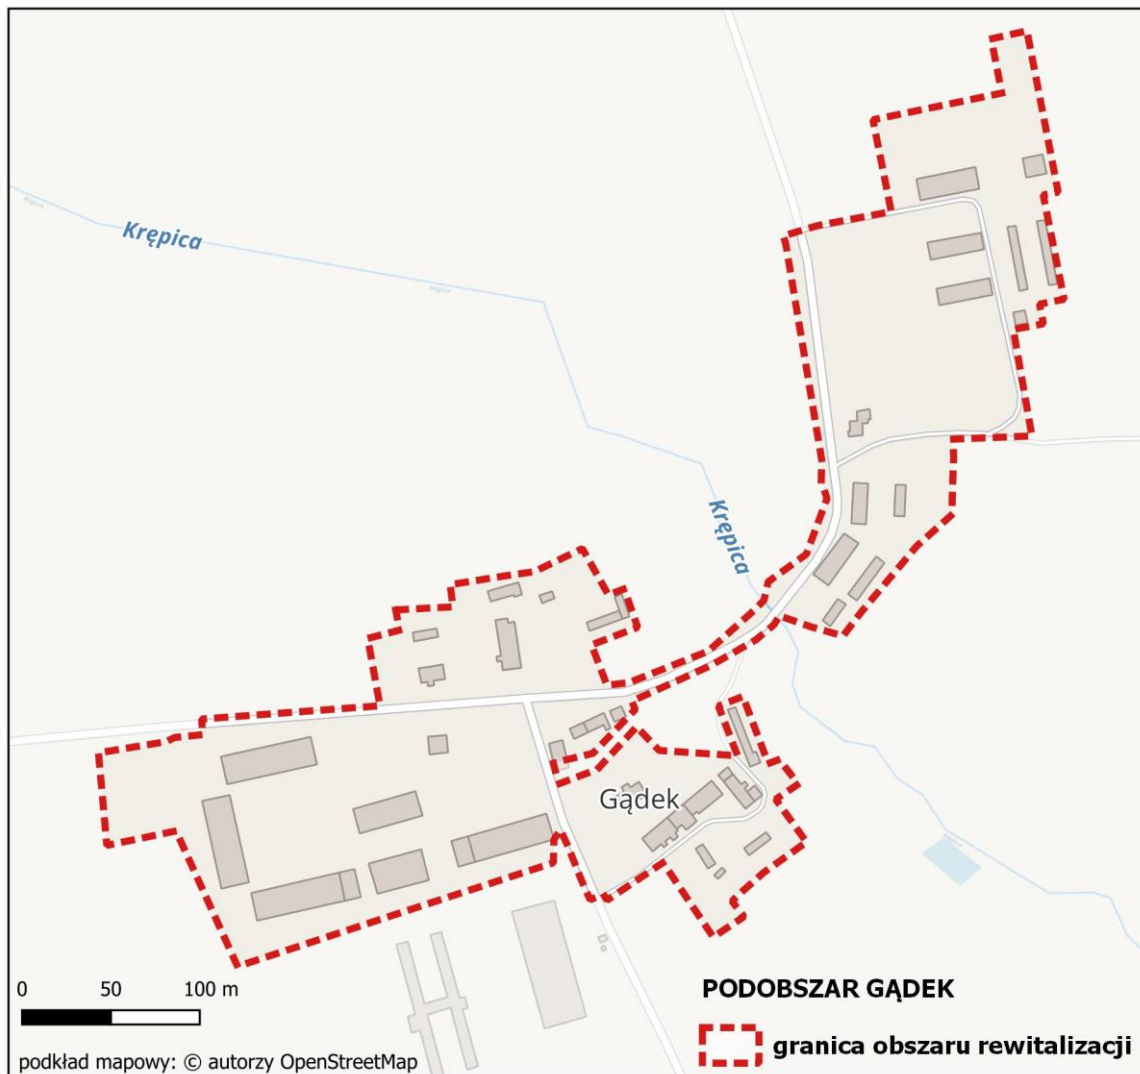 Krępica
Krępica
Gądek
0 50 100 m
PODOBSZAR GĄDEK
granica obszaru rewitalizacji
podkład mapowy: © autorzy OpenStreetMap